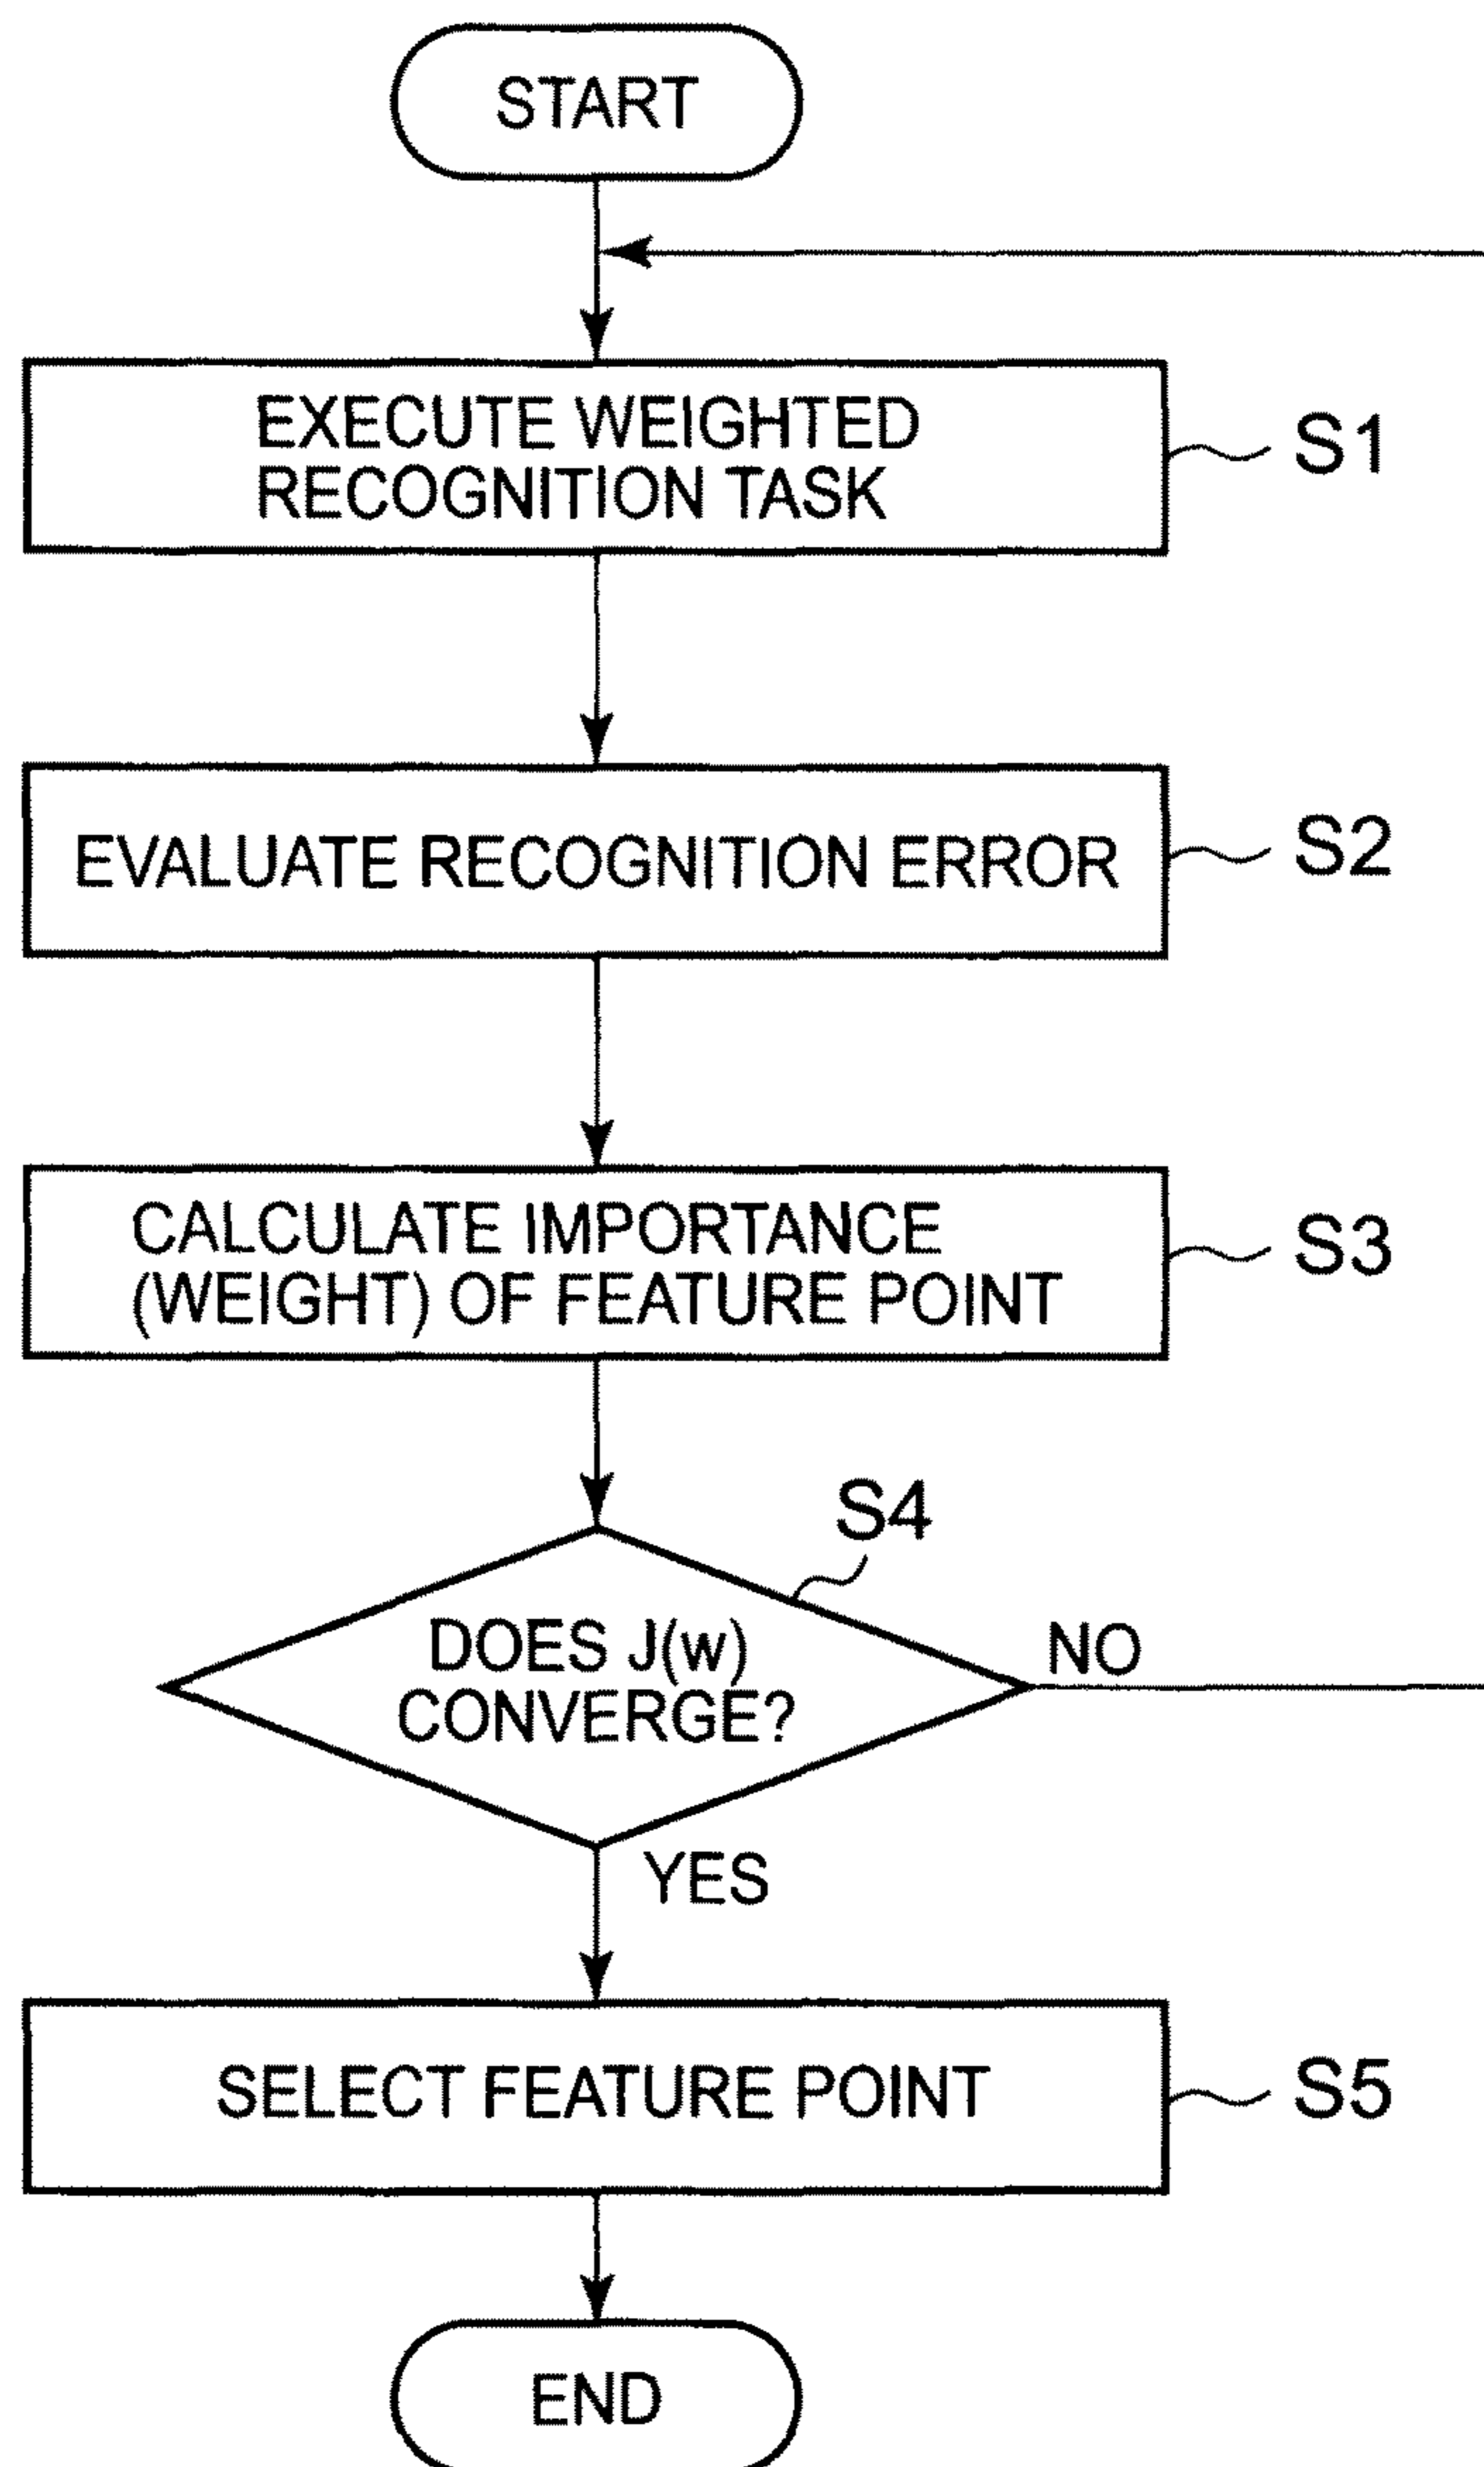 START
EXECUTE WEIGHTED
RECOGNITION TASK
S1
EVALUATE RECOGNITION ERROR
S2
CALCULATE IMPORTANCE
(WEIGHT) OF FEATURE POINT
S3
S4
DOES J(w)
CONVERGE?
NO
YES
SELECT FEATURE POINT
S5
END